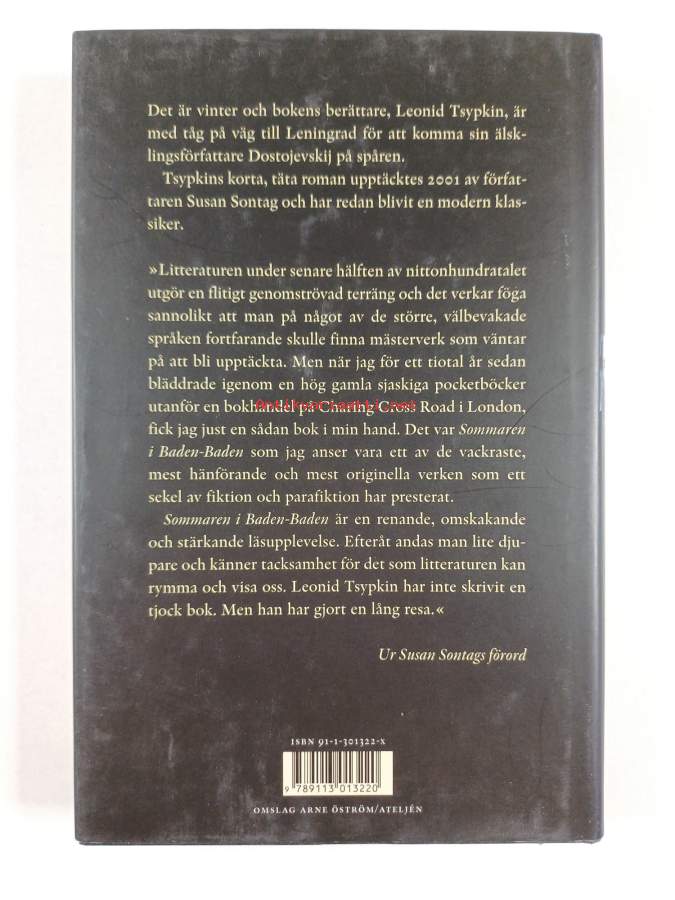 Det är vinter och bokens berättare, Leonid Tsypkin, är
med tåg på väg till Leningrad för att komma sin älsk-
lingsförfattare Dostojevskij på spåren.
Tsypkins korta, täta roman upptäcktes 2001 av förfat-
taren Susan Sontag och har redan blivit en modern klas-
siker.
»Litteraturen under senare hälften av nittonhundratalet
utgör en flitigt genomströvad terräng och det verkar föga
sannolikt att man på något av de större, välbevakade
språken fortfarande skulle finna mästerverk som väntar
på att bli upptäckta. Men när jag för ett tiotal år sedan
bläddrade igenom en hög gamla sjaskiga pocketböcker
utanför en bokhandel på Charing Cross Road i London,
Antikvariaatti.net
fick jag just en sådan bok i min hand. Det var Sommaren
i Baden-Baden som jag anser vara ett av de vackraste,
mest hänförande och mest originella verken som ett
sekel av fiktion och parafiktion har presterat.
Sommaren i Baden-Baden är en renande, omskakande
och stärkande läsupplevelse. Efteråt andas man lite dju-
pare och känner tacksamhet för det som litteraturen kan
rymma och visa oss. Leonid Tsypkin har inte skrivit en
tjock bok. Men han har gjort en lång resa.«
Ur Susan Sontags förord
ISBN 91-1-301322-X
9 789113 013220
OMSLAG ARNE ÖSTRÖM/ATELJÉN